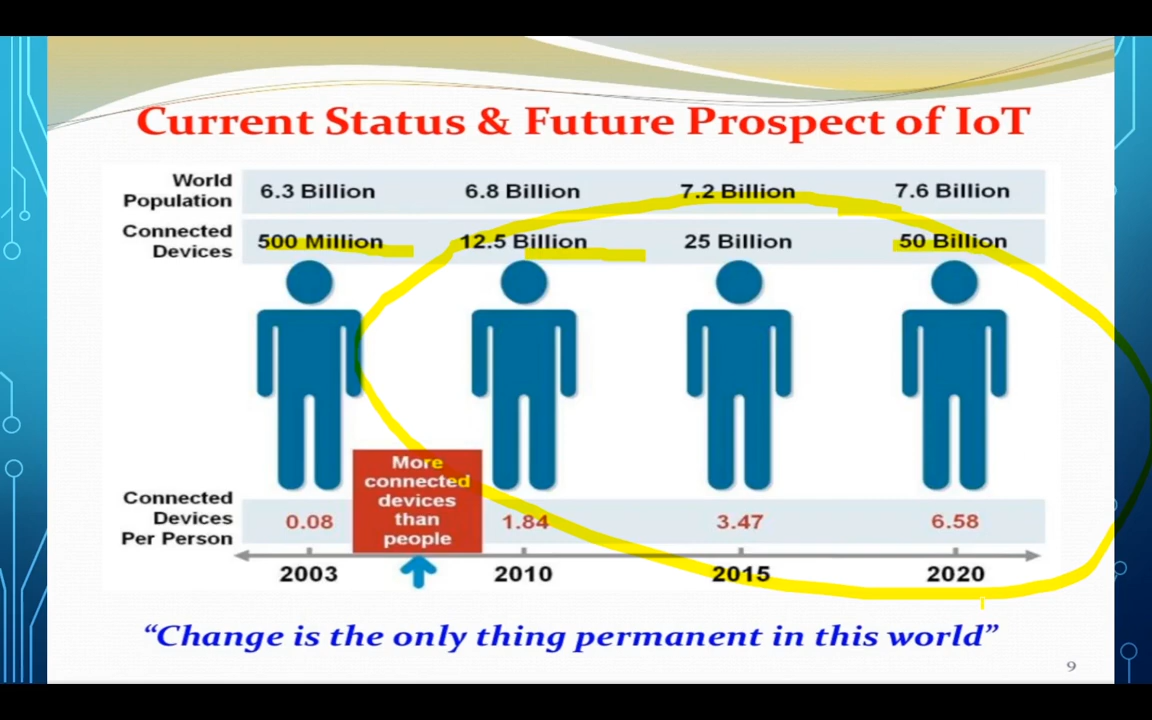 Current Status & Future Prospect of IoT
World Population 6.3 Billion 6.8 Billion 7.2 Billion 7.6 Billion
Connected Devices 500 Million 12.5 Billion 25 Billion 50 Billion
More
connected
devices
than
people
Connected Devices Per Person 0.08 1.84 3.47 6.58
2003 2010 2015 2020
“Change is the only thing permanent in this world”
9